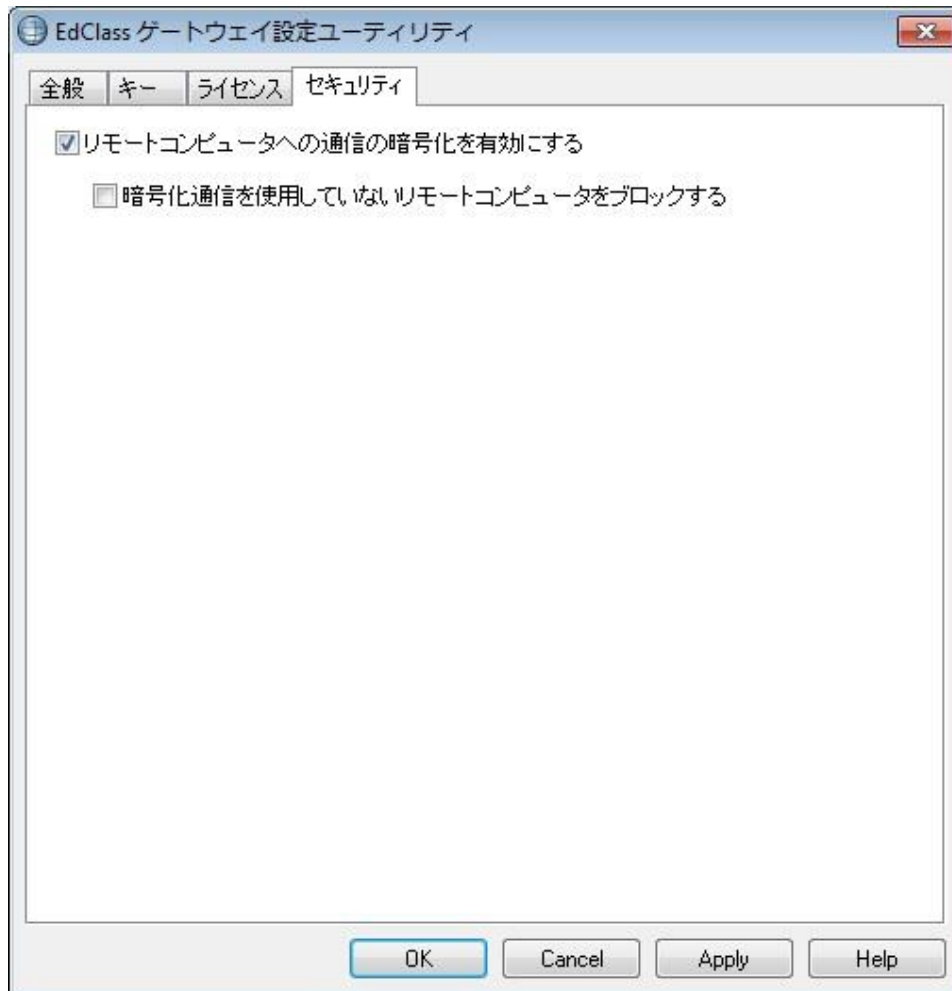 EdClass ゲートウェイ設定ユーティリティ
全般 キー ライセンス セキュリティ
リモートコンピュータへの通信の暗号化を有効にする
暗号化通信を使用していないリモートコンピュータをブロックする
OK Cancel Apply Help